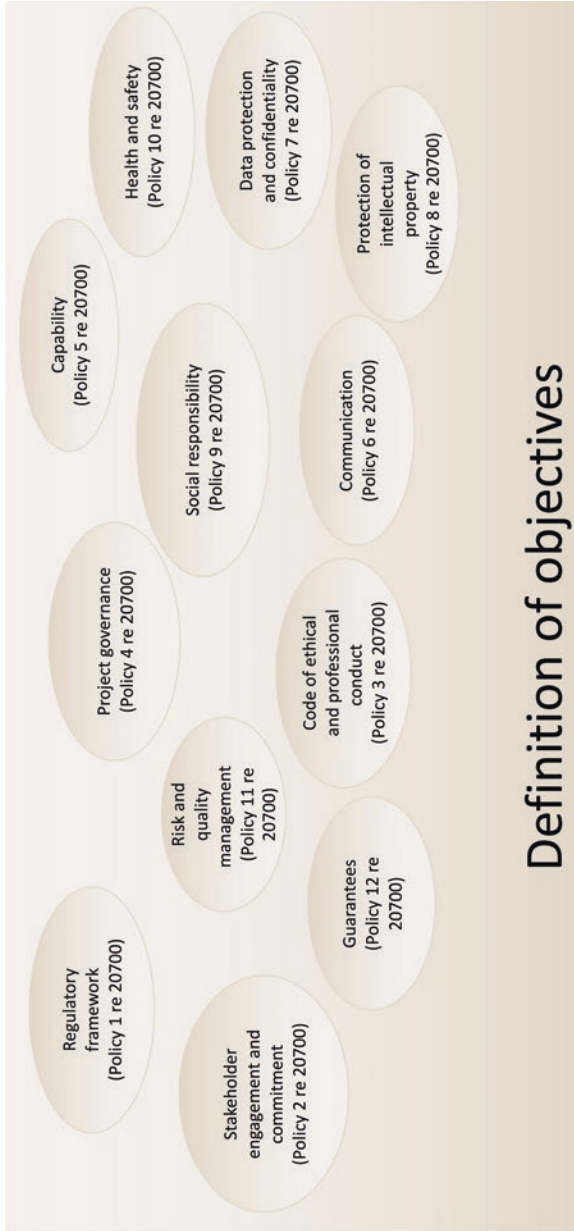 Regulatory
framework
(Policy 1 re 20700)
Project governance
(Policy 4 re 20700)
Capability
(Policy 5 re 20700)
Health and safety
(Policy 10 re 20700)
Stakeholder
engagement and
commitment
(Policy 2 re 20700)
Risk and
quality
management
(Policy 11 re
20700)
Social responsibility
(Policy 9 re 20700)
Data protection
and confidentiality
(Policy 7 re 20700)
Guarantees
(Policy 12 re
20700)
Code of ethical
and professional
conduct
(Policy 3 re 20700)
Communication
(Policy 6 re 20700)
Protection of
intellectual
property
(Policy 8 re 20700)
Definition of objectives